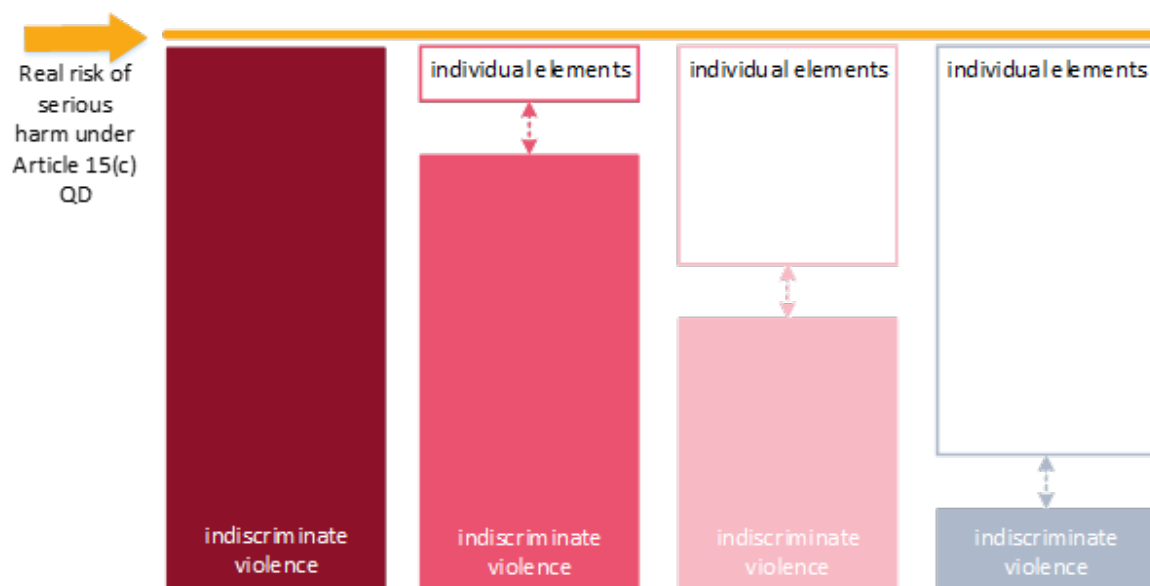 Real risk of
serious
harm under
Article 15(c)
QD
individual elements
individual elements
individual elements
indiscriminate
violence
indiscriminate
violence
indiscriminate
violence
indiscriminate
violence